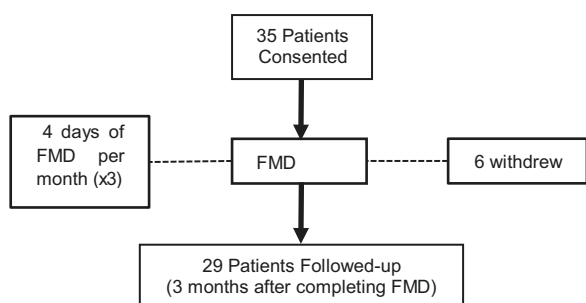 35 Patients
Consented
4 days of
FMD per
month (x3)
FMD
6 withdrew
29 Patients Followed-up
(3 months after completing FMD)